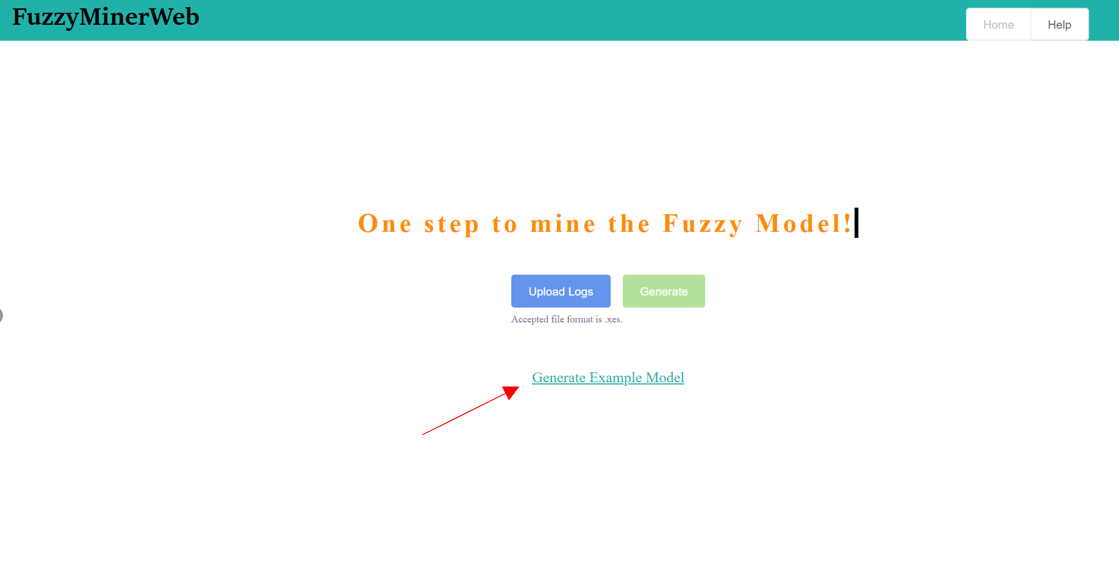 FuzzyMinerWeb
Home
Help
One step to mine the Fuzzy Model!
Upload Logs
Generate
Accepted file format is .xes.
Generate Example Model